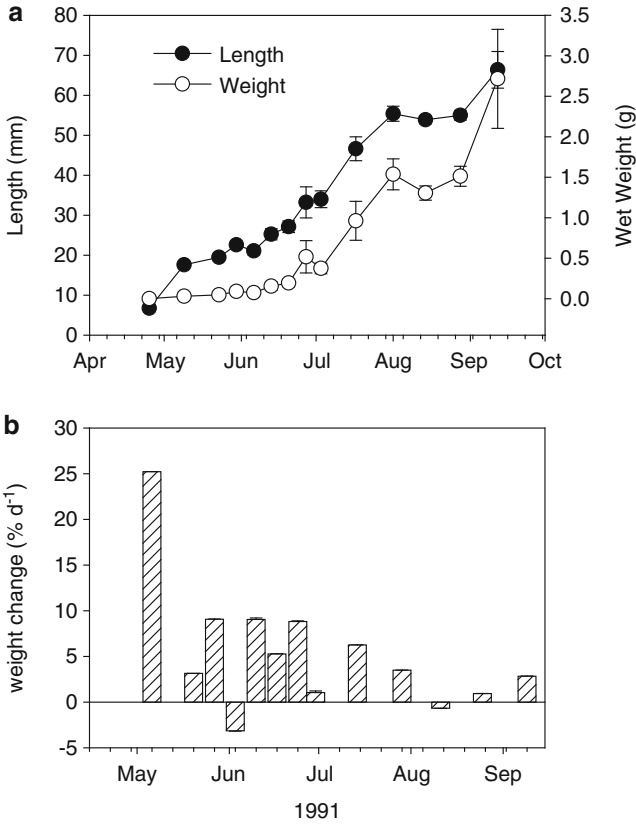 a
80
70
60
50
40
30
20
10
0
Length (mm)
Length
Weight
3.5
3.0
2.5
2.0
1.5
1.0
0.5
0.0
Wet Weight (g)
Apr May Jun Jul Aug Sep Oct
b
30
25
20
15
10
5
0
-5
weight change (% d⁻¹)
May Jun Jul Aug Sep
1991